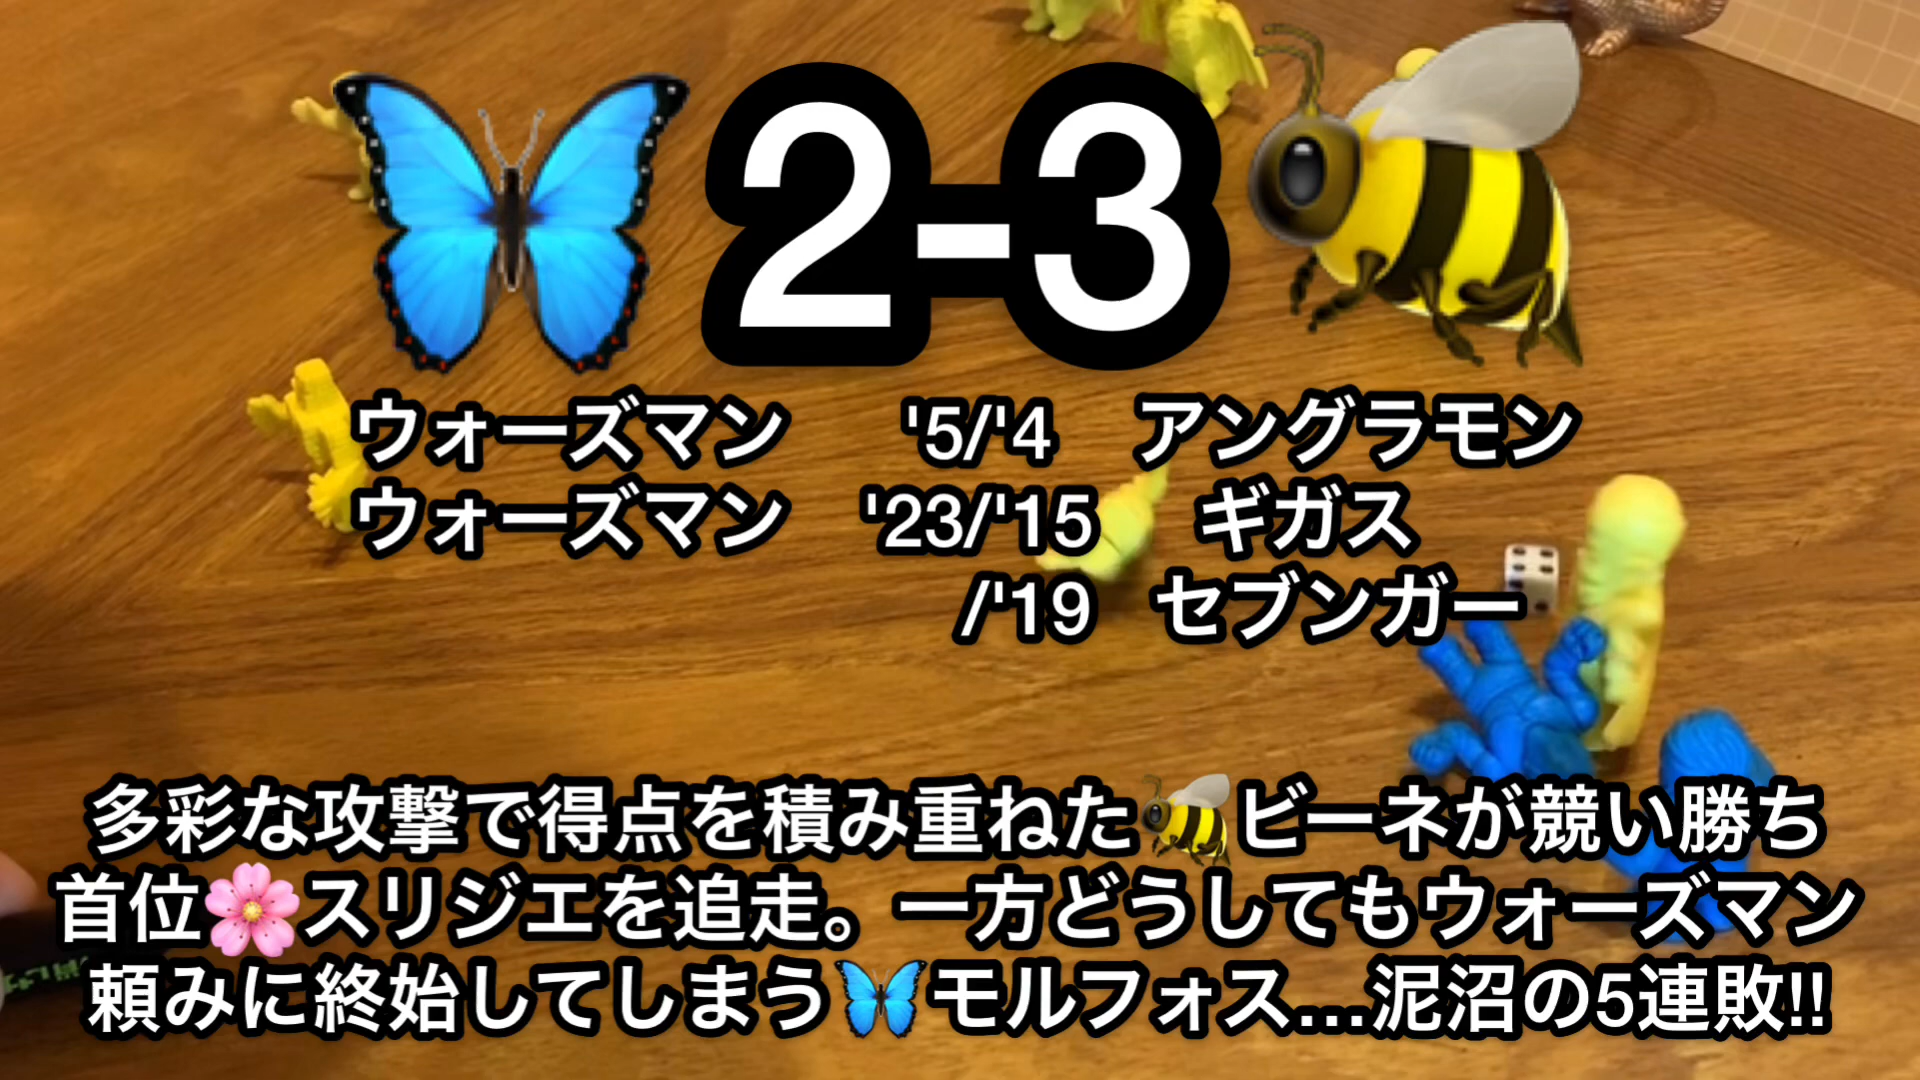 🦋2-3🐝
ウォーズマン '5/'4 アングラモン
ウォーズマン '23/'15 ギガス
/'19 セブンガー
多彩な攻撃で得点を積み重ねた🐝ビーネが競い勝ち
首位🌸スリジエを追走。一方どうしてもウォーズマン
頼みに終始してしまう🦋モルフォス…泥沼の5連敗!!